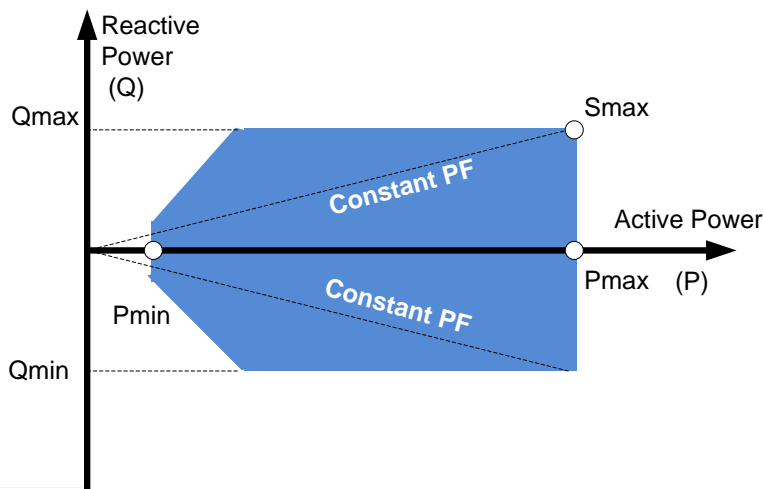 Reactive
Power
(Q)
Qmax
Smax
Constant PF
Active Power
Pmax (P)
Constant PF
Pmin
Qmin